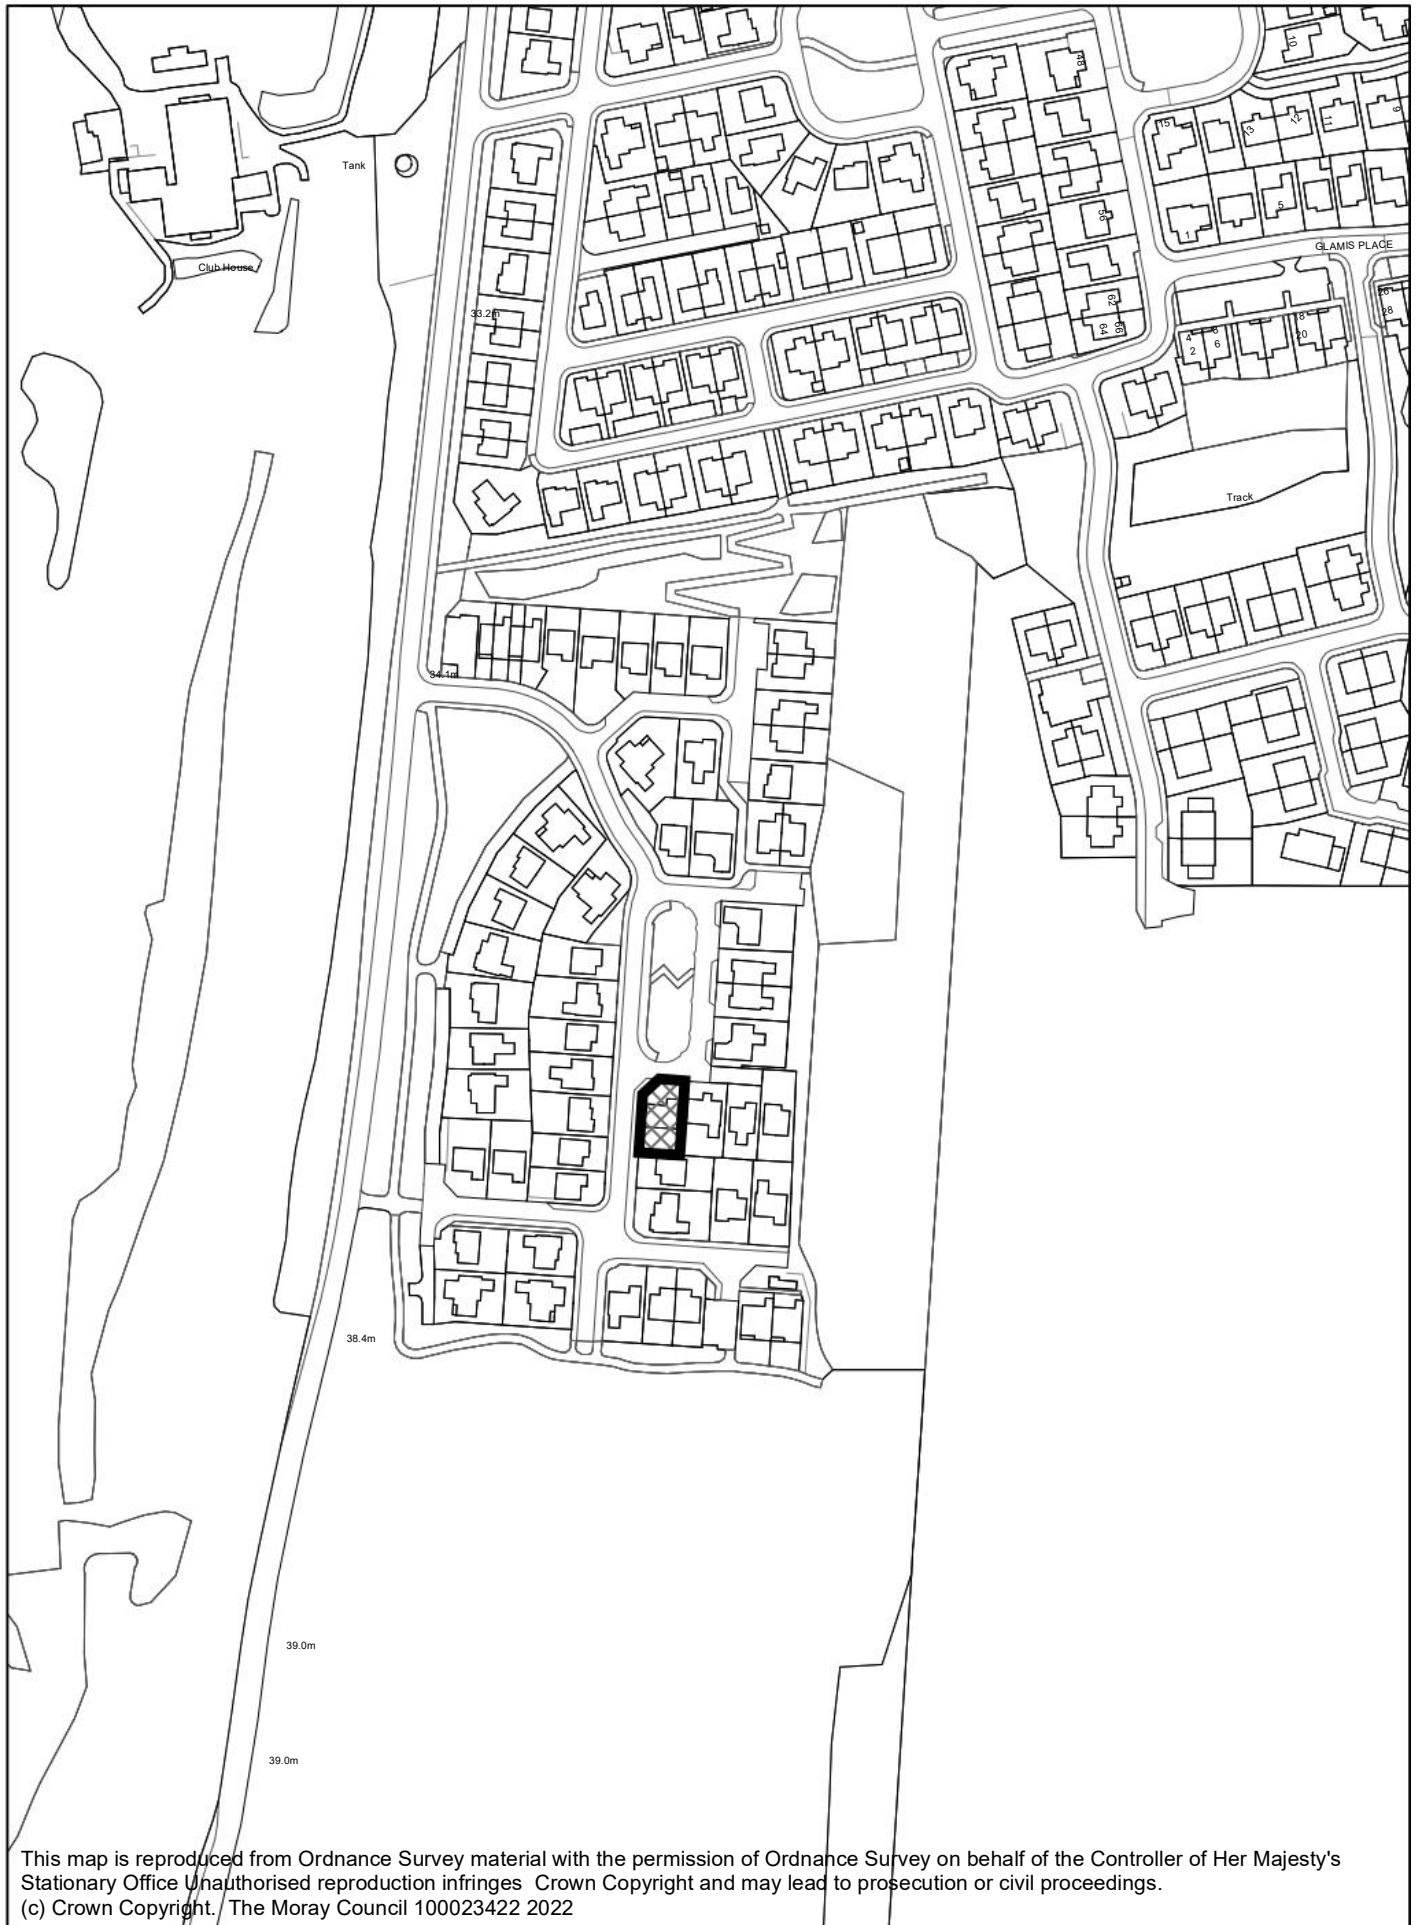 10
48
15
13
12
11
9
Tank
5
56
1
GLAMIS PLACE
Club House
26
28
62
33.2m
64
66
18
4
8
20
2
6
Track
34.1m
38.4m
39.0m
39.0m
This map is reproduced from Ordnance Survey material with the permission of Ordnance Survey on behalf of the Controller of Her Majesty's
Stationary Office Unauthorised reproduction infringes Crown Copyright and may lead to prosecution or civil proceedings.
(c) Crown Copyright. The Moray Council 100023422 2022